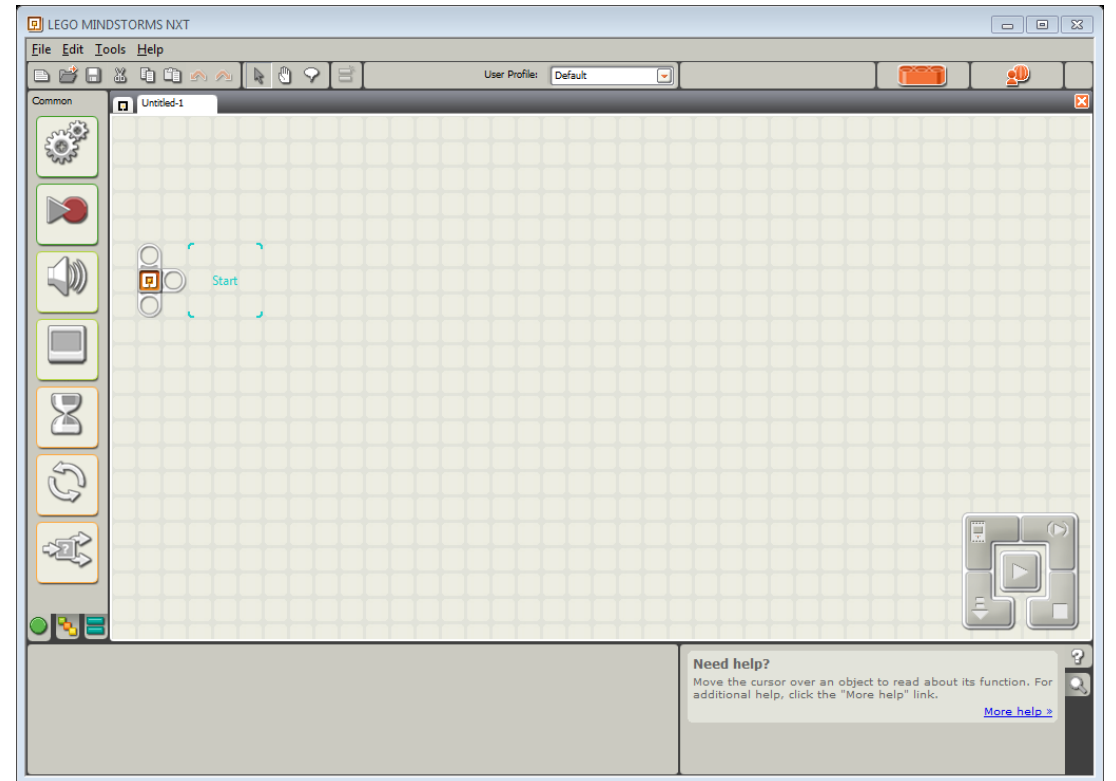 LEGO MINDSTORMS NXT
File Edit Tools Help
User Profile: Default
Common
Untitled-1
Start
?
Need help?
Move the cursor over an object to read about its function. For
additional help, click the "More help" link.
More help »
?